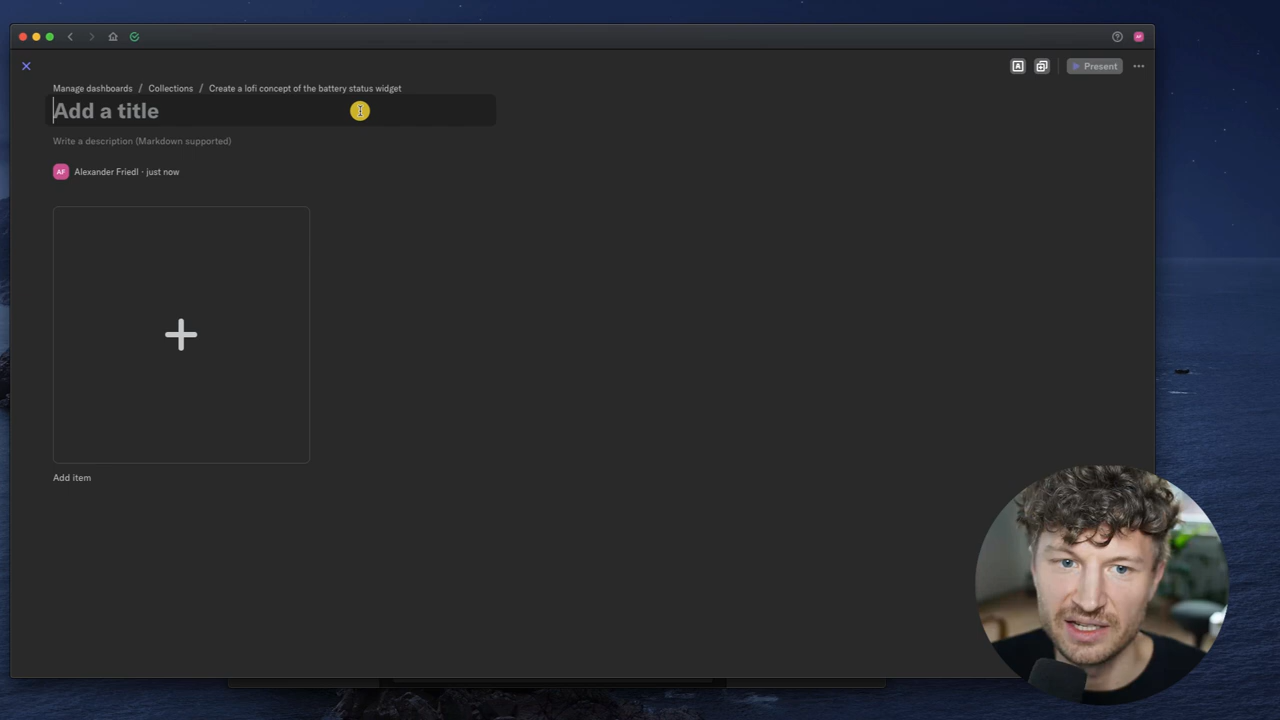 A
Present
Manage dashboards / Collections / Create a lofi concept of the battery status widget
Add a title
Write a description (Markdown supported)
AF Alexander Friedl · just now
Add item